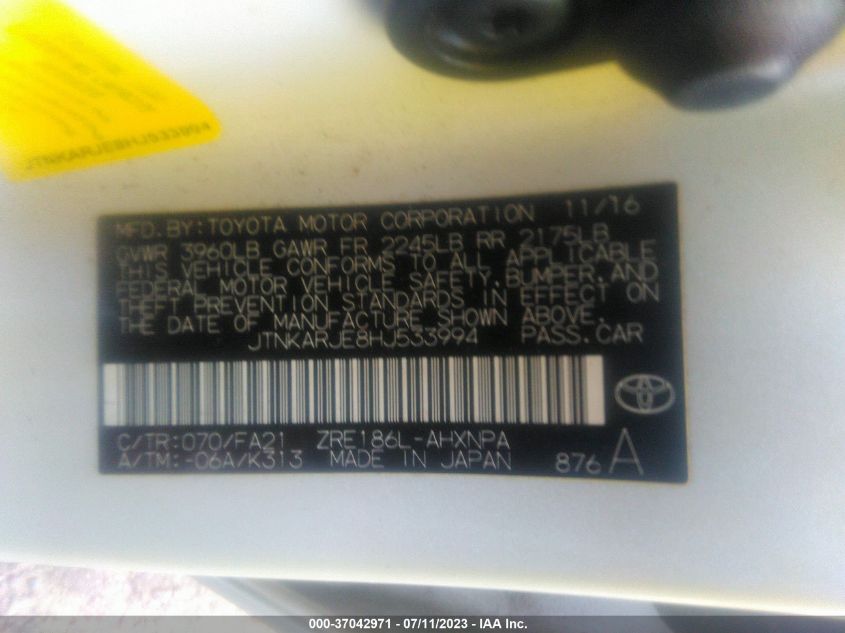 JTNKARJE8HJ533994
MFD.BY:TOYOTA MOTOR CORPORATION 11/16
GVWR 3960LB GAWR FR 2245LB RR 2175LB
THIS VEHICLE CONFORMS TO ALL APPLICABLE
FEDERAL MOTOR VEHICLE SAFETY,BUMPER,AND
THEFT PREVENTION STANDARDS IN EFFECT ON
THE DATE OF MANUFACTURE SHOWN ABOVE.
JTNKARJE8HJ533994 PASS.CAR
C/TR:070/FA21 ZRE186L-AHXNPA
A/TM:-06A/K313 MADE IN JAPAN 876 A
000-37042971 - 07/11/2023 - IAA Inc.